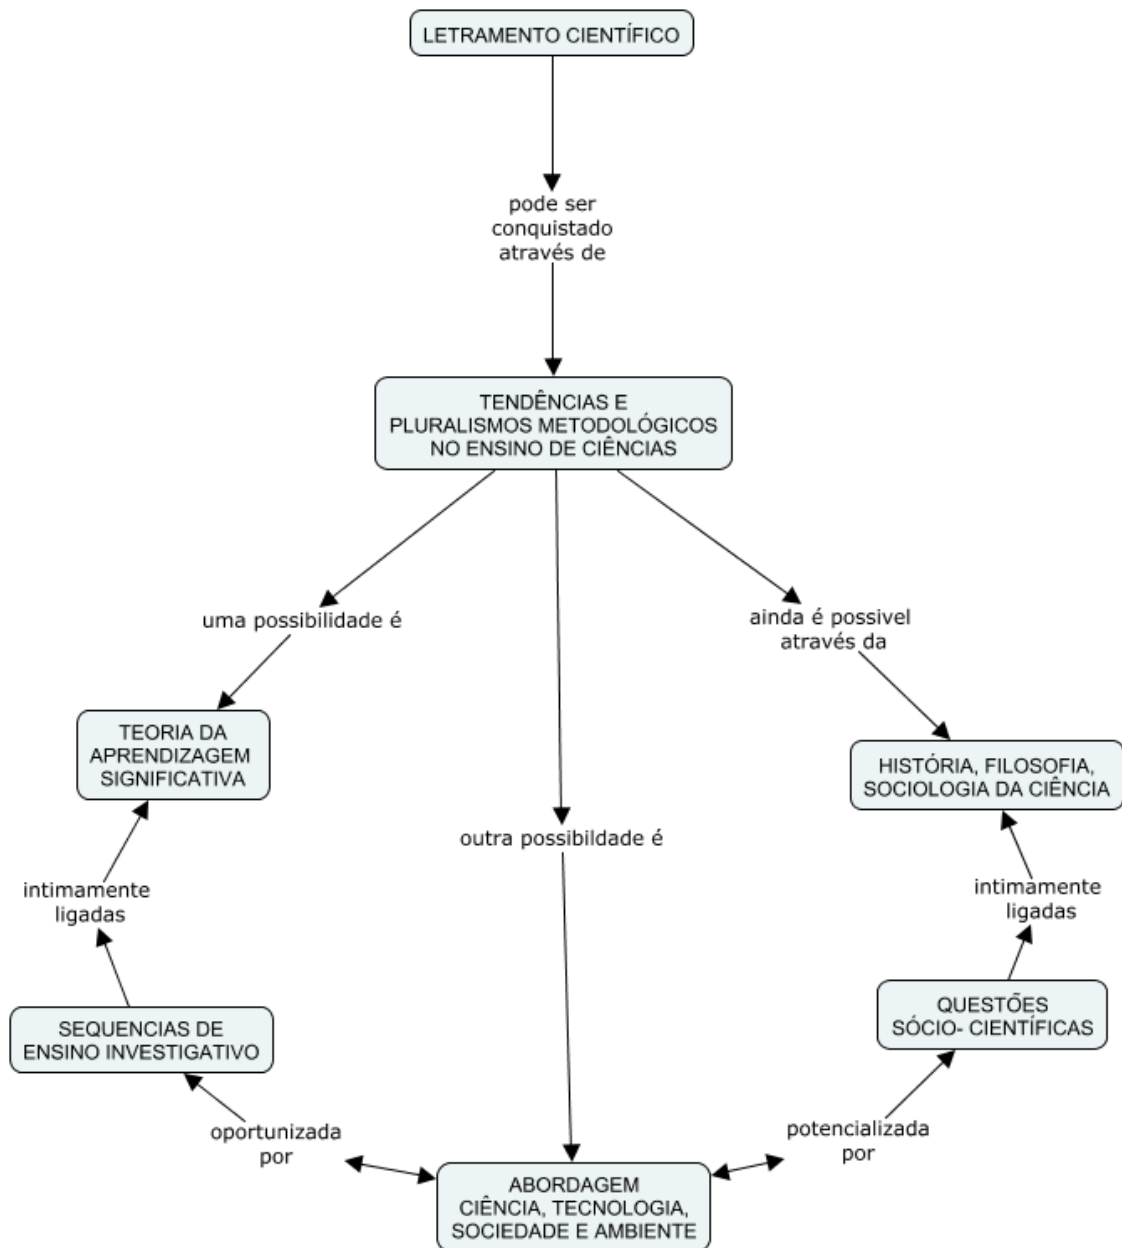 LETRAMENTO CIENTÍFICO
pode ser
conquistado
através de
TENDÊNCIAS E
PLURALISMOS METODOLÓGICOS
NO ENSINO DE CIÊNCIAS
uma possibilidade é
ainda é possivel
através da
TEORIA DA
APRENDIZAGEM
SIGNIFICATIVA
HISTÓRIA, FILOSOFIA,
SOCIOLOGIA DA CIÊNCIA
outra possibildade é
intimamente
ligadas
intimamente
ligadas
SEQUENCIAS DE
ENSINO INVESTIGATIVO
QUESTÕES
SÓCIO- CIENTÍFICAS
oportunizada
por
potencializada
por
ABORDAGEM
CIÊNCIA, TECNOLOGIA,
SOCIEDADE E AMBIENTE